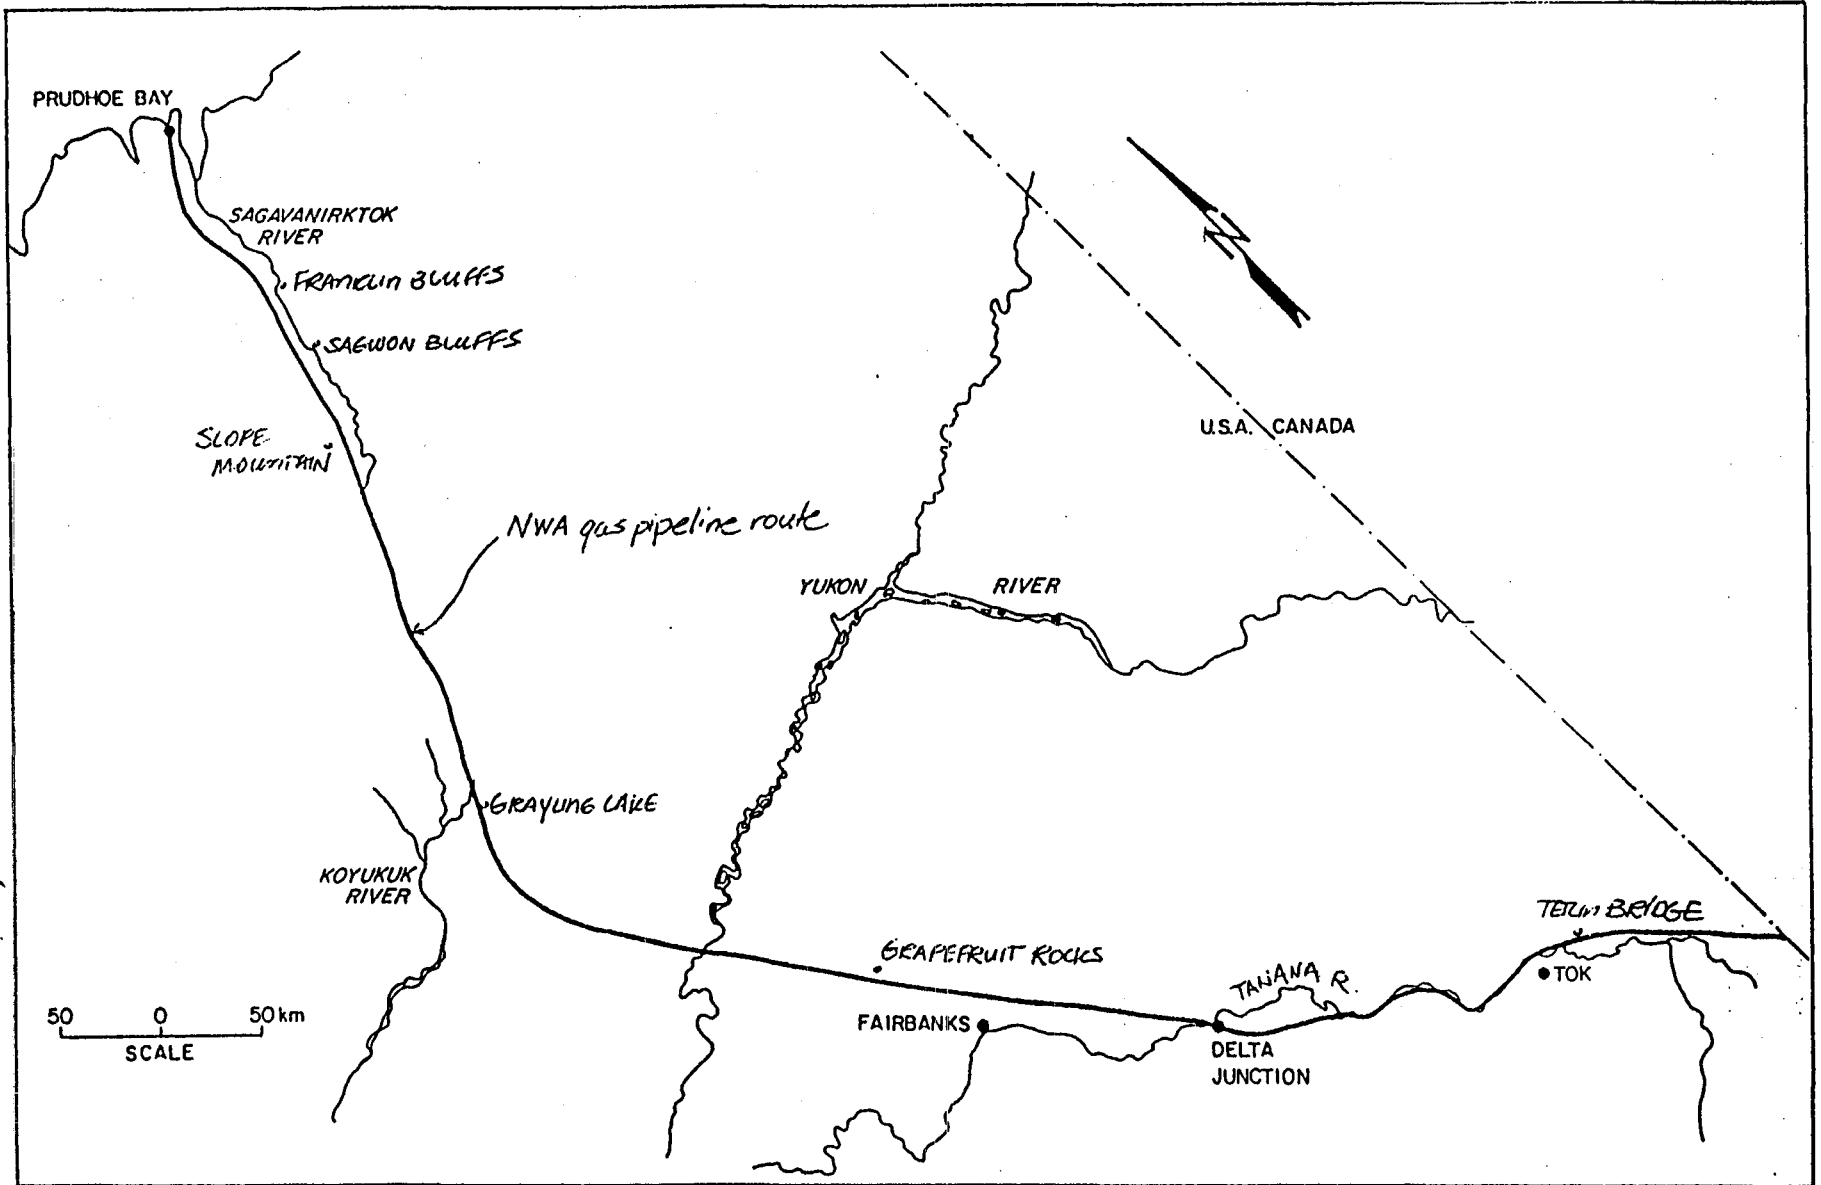 PRUDHOE BAY
SAGAVANIRKTOK
RIVER
FRANKLIN BLUFFS
SAGWON BLUFFS
SLOPE
MOUNTAIN
NWA gas pipeline route
U.S.A. CANADA
YUKON RIVER
GRAYLING LAKE
KOYUKUK
RIVER
TETLIN BRIDGE
GRAPEFRUIT ROCKS
TANANA R.
TOK
50 0 50 km
SCALE
FAIRBANKS
DELTA
JUNCTION